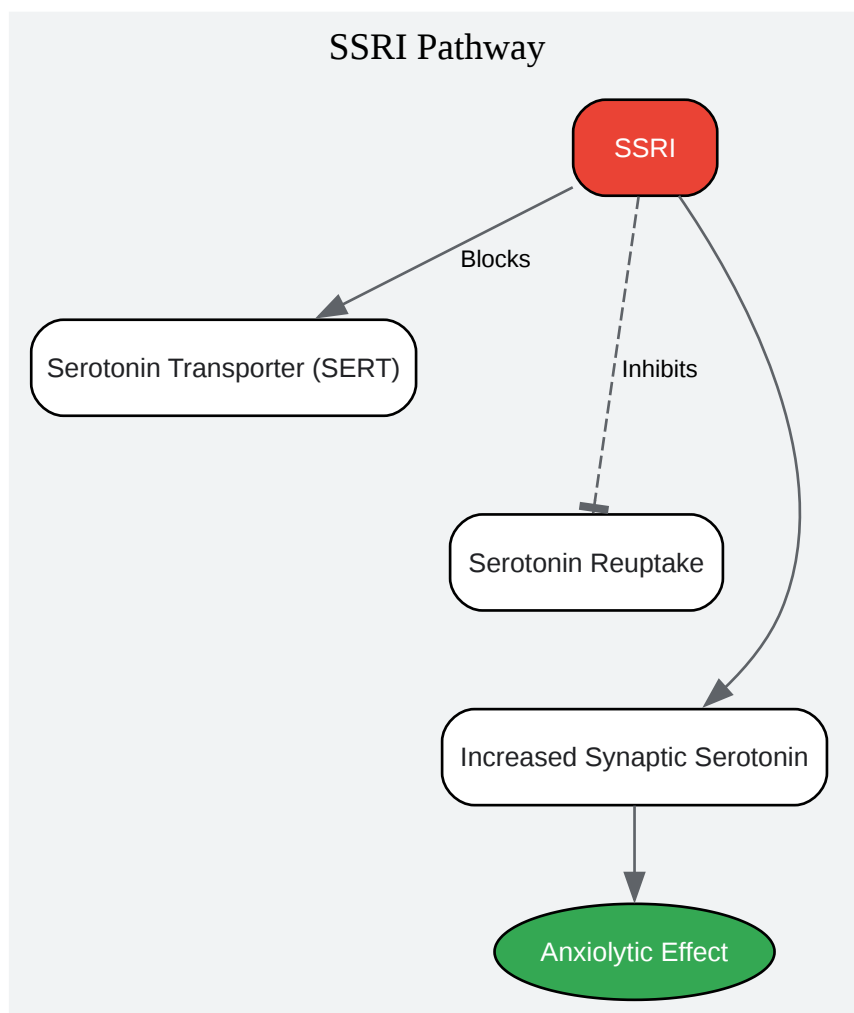 SSRI Pathway
SSRI
Blocks
Serotonin Transporter (SERT)
Inhibits
Serotonin Reuptake
Increased Synaptic Serotonin
Anxiolytic Effect